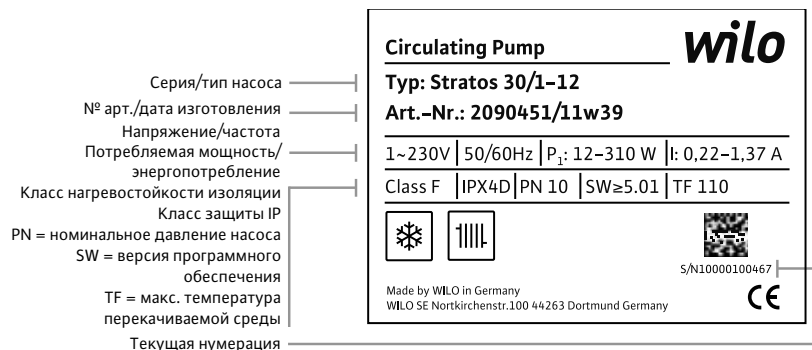 Серия/тип насоса
№ арт./дата изготовления
Напряжение/частота
Потребляемая мощность/
энергопотребление
Класс нагревостойкости изоляции
Класс защиты IP
PN = номинальное давление насоса
SW = версия программного
обеспечения
TF = макс. температура
перекачиваемой среды
Текущая нумерация
Circulating Pump
wilo
Typ: Stratos 30/1–12
Art.–Nr.: 2090451/11w39
1~230V 50/60Hz P₁: 12–310 W I: 0,22–1,37 A
Class F IPX4D PN 10 SW≥5.01 TF 110
S/N10000100467
Made by WILO in Germany
WILO SE Nortkirchenstr.100 44263 Dortmund Germany
CE